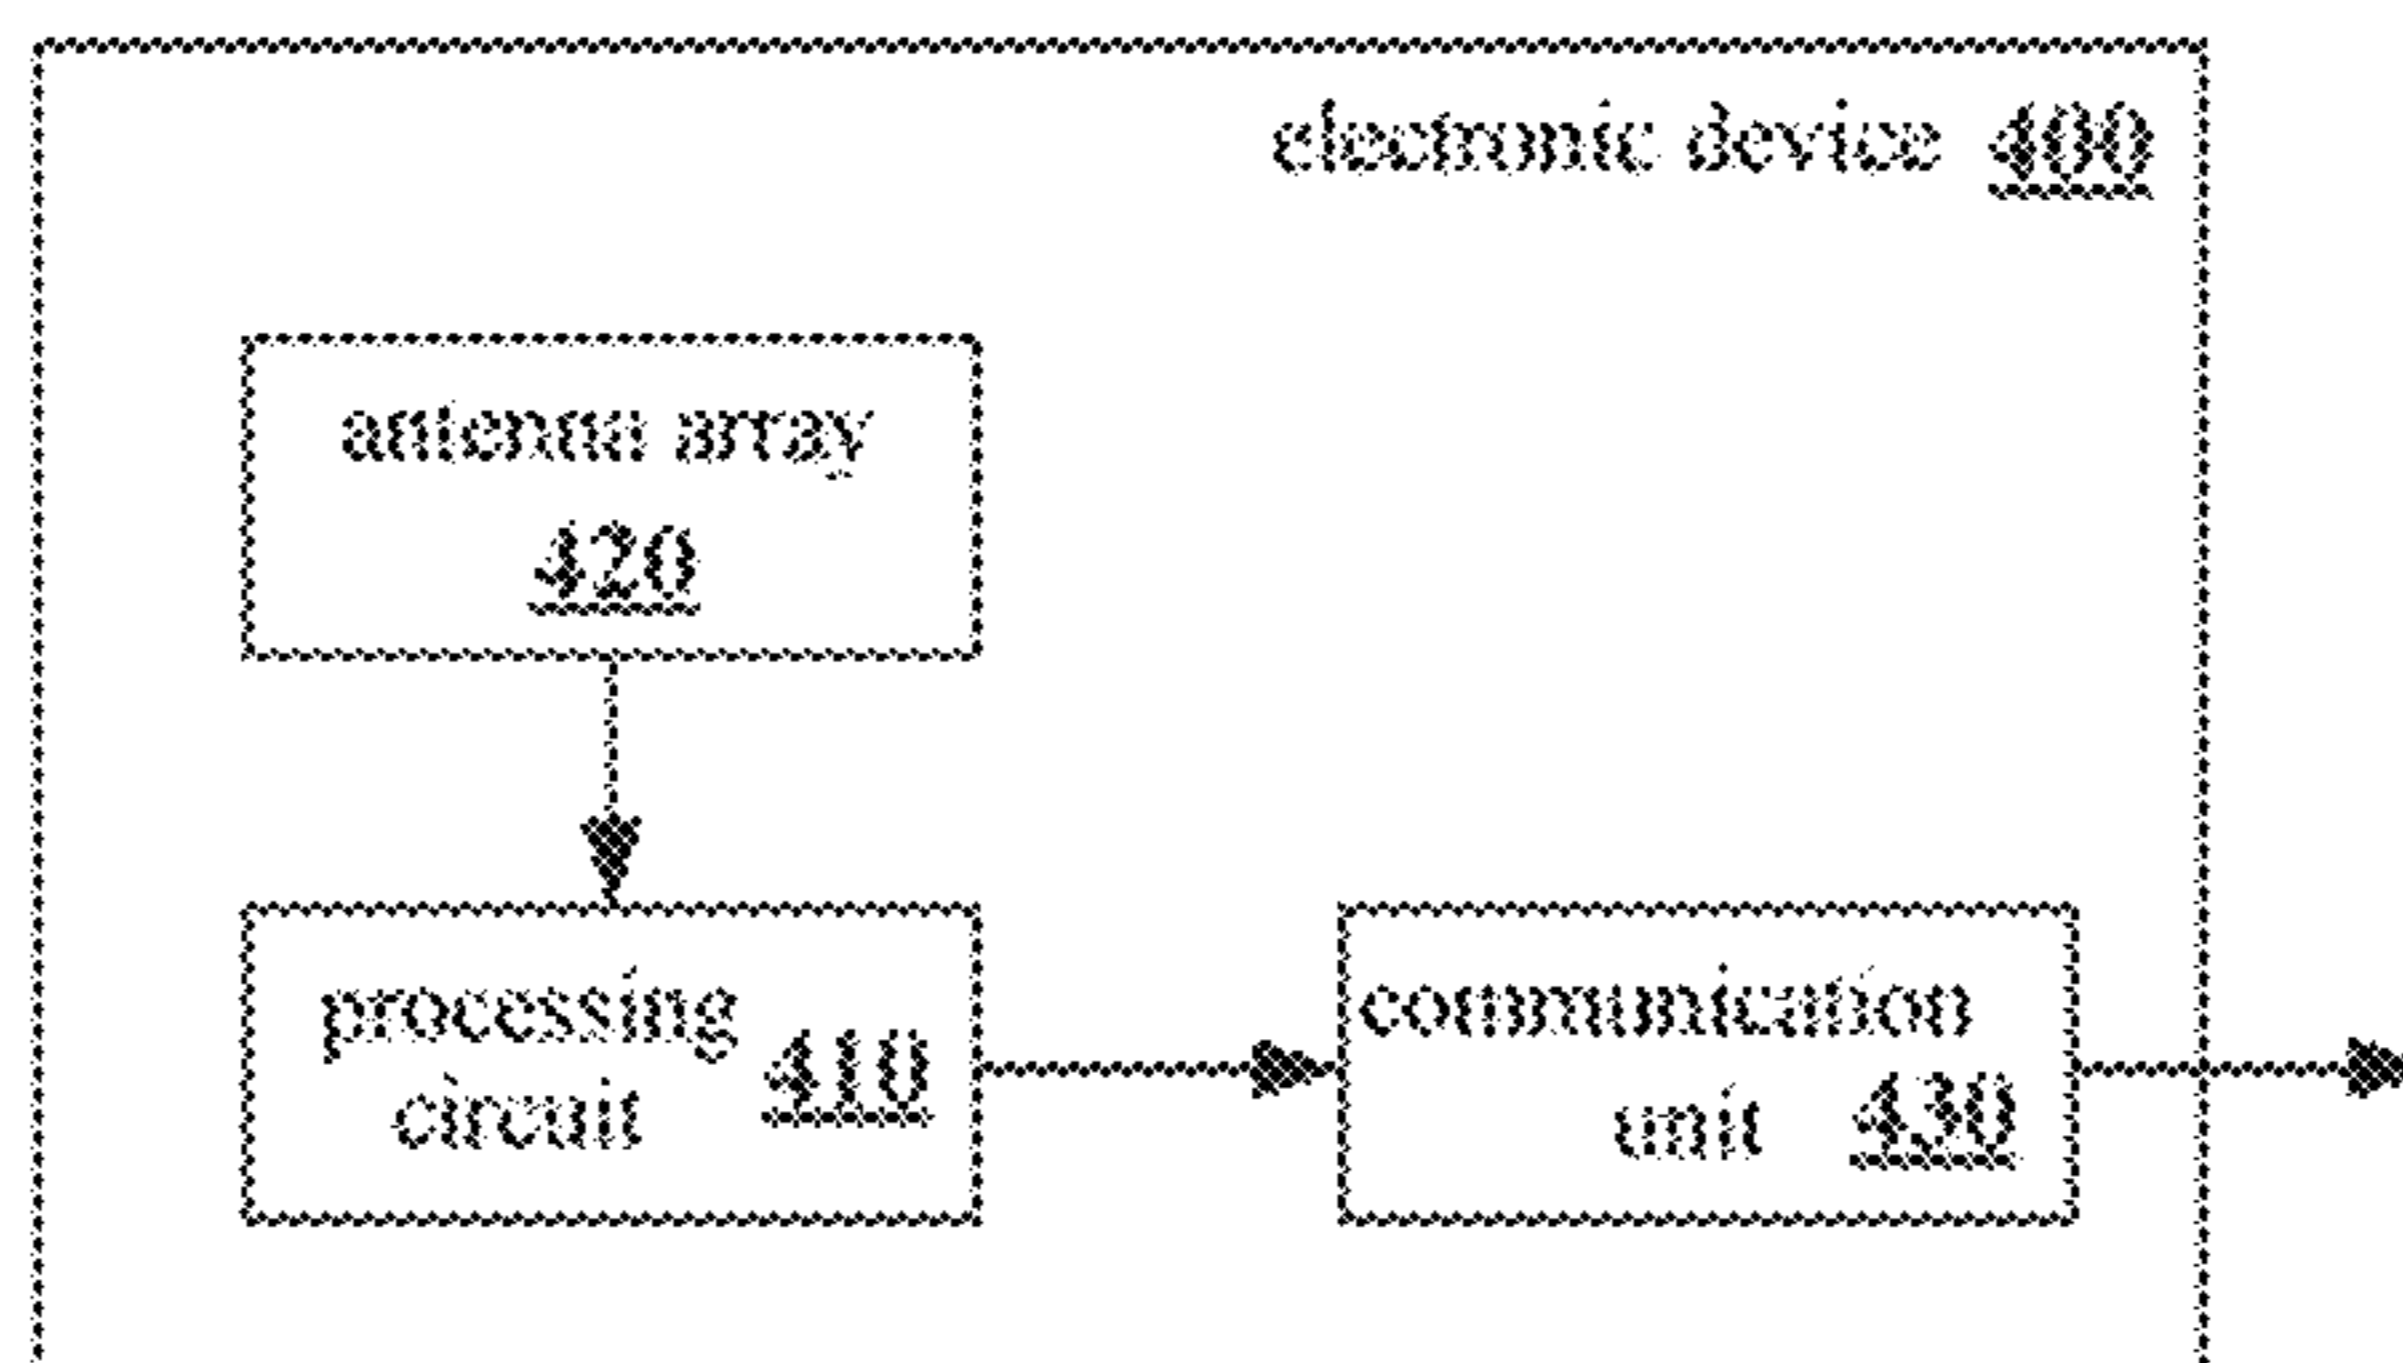 electronic device 400
antenna array
420
processing
circuit 410
communication
unit 430